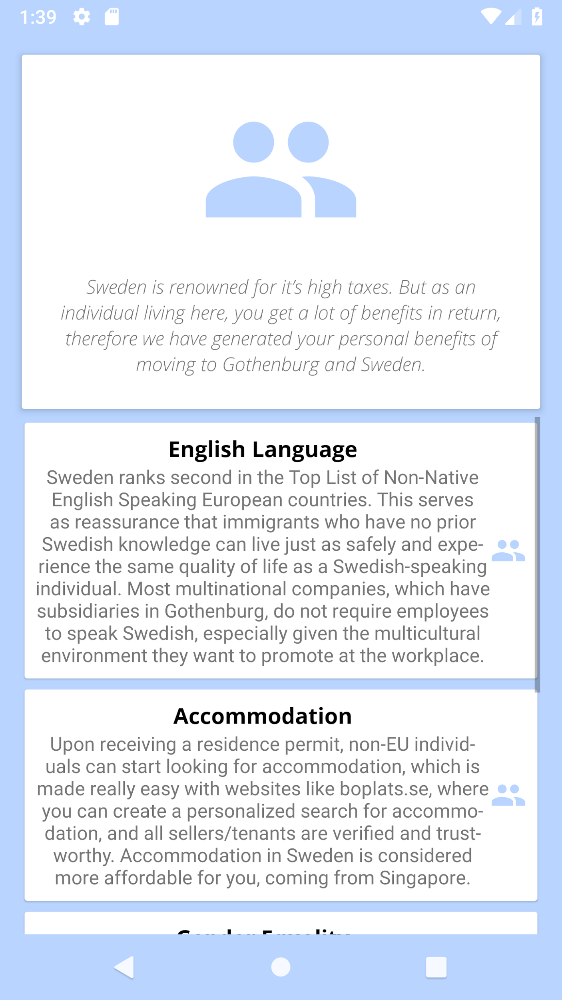 1:39
Sweden is renowned for it’s high taxes. But as an
individual living here, you get a lot of benefits in return,
therefore we have generated your personal benefits of
moving to Gothenburg and Sweden.
English Language
Sweden ranks second in the Top List of Non-Native
English Speaking European countries. This serves
as reassurance that immigrants who have no prior
Swedish knowledge can live just as safely and expe-
rience the same quality of life as a Swedish-speaking
individual. Most multinational companies, which have
subsidiaries in Gothenburg, do not require employees
to speak Swedish, especially given the multicultural
environment they want to promote at the workplace.
Accommodation
Upon receiving a residence permit, non-EU individ-
uals can start looking for accommodation, which is
made really easy with websites like boplats.se, where
you can create a personalized search for accommo-
dation, and all sellers/tenants are verified and trust-
worthy. Accommodation in Sweden is considered
more affordable for you, coming from Singapore.
Gender Equality